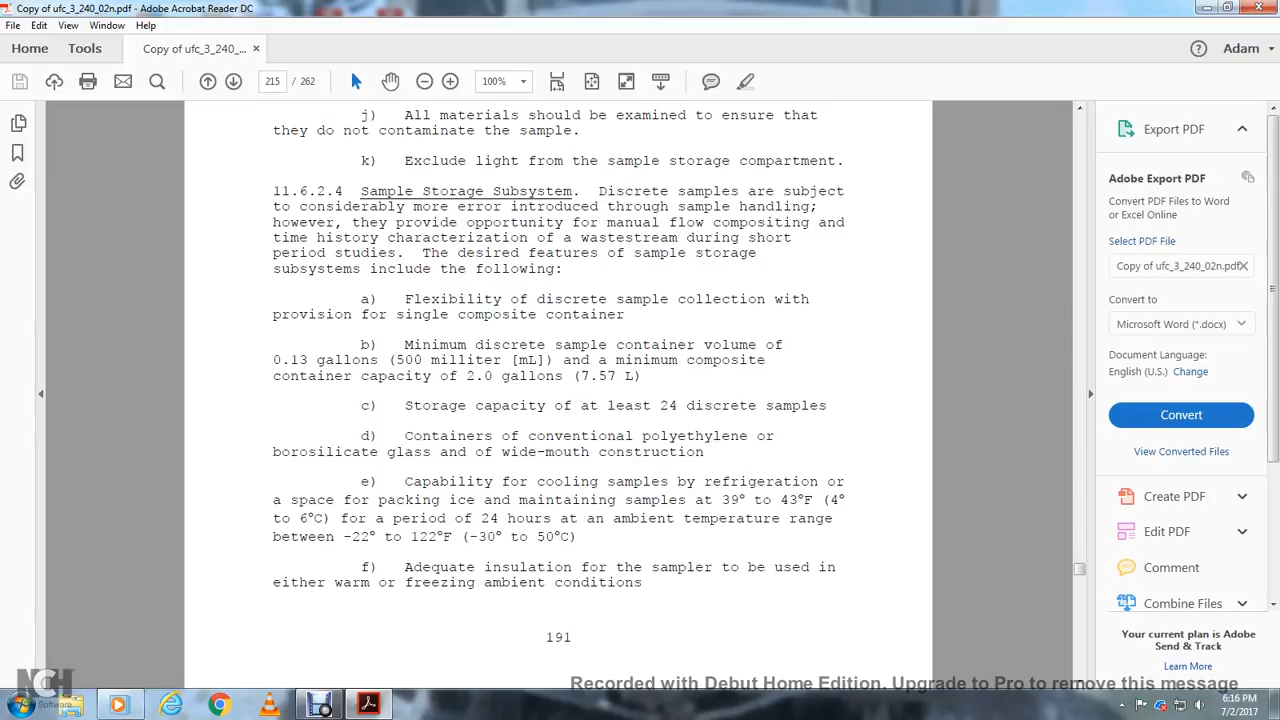 Copy of ufc_3_240_02n.pdf - Adobe Acrobat Reader DC
File Edit View Window Help
Home Tools Copy of ufc_3_240_... × Adam
215 / 262 100%
j) All materials should be examined to ensure that
they do not contaminate the sample.
k) Exclude light from the sample storage compartment.
11.6.2.4 Sample Storage Subsystem. Discrete samples are subject
to considerably more error introduced through sample handling;
however, they provide opportunity for manual flow compositing and
time history characterization of a wastestream during short
period studies. The desired features of sample storage
subsystems include the following:
a) Flexibility of discrete sample collection with
provision for single composite container
b) Minimum discrete sample container volume of
0.13 gallons (500 milliter [mL]) and a minimum composite
container capacity of 2.0 gallons (7.57 L)
c) Storage capacity of at least 24 discrete samples
d) Containers of conventional polyethylene or
borosilicate glass and of wide-mouth construction
e) Capability for cooling samples by refrigeration or
a space for packing ice and maintaining samples at 39° to 43°F (4°
to 6°C) for a period of 24 hours at an ambient temperature range
between -22° to 122°F (-30° to 50°C)
f) Adequate insulation for the sampler to be used in
either warm or freezing ambient conditions
191
Export PDF
Adobe Export PDF
Convert PDF Files to Word
or Excel Online
Select PDF File
Copy of ufc_3_240_02n.pdf ×
Convert to
Microsoft Word (*.docx)
Document Language:
English (U.S.) Change
Convert
View Converted Files
Create PDF
Edit PDF
Comment
Combine Files
Your current plan is Adobe
Send & Track
Learn More
NCH
Software
Recorded with Debut Home Edition. Upgrade to Pro to remove this message
6:16 PM
7/2/2017